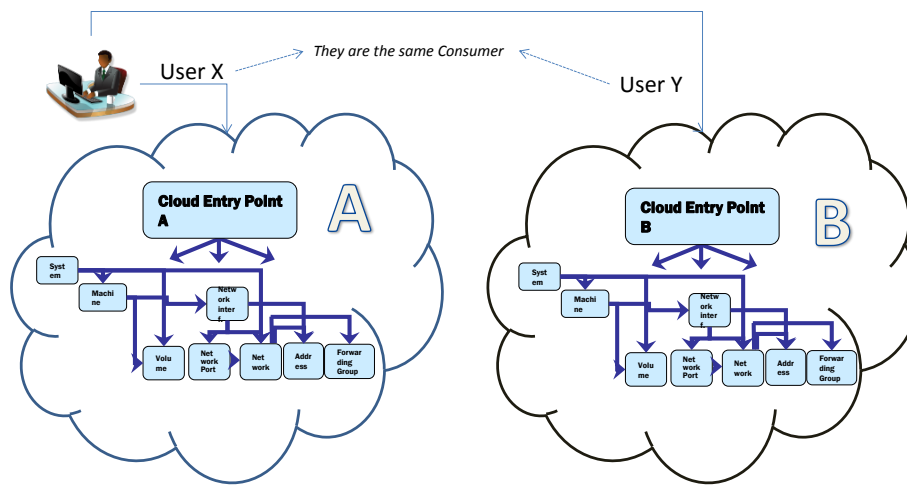 They are the same Consumer
User X
User Y
A
Cloud Entry Point
A
Syst
em
Machi
ne
Netw
ork inter
f.
Volu
me
Net
work Port
Net
work
Addr
ess
Forwar
ding Group
B
Cloud Entry Point
B
Syst
em
Machi
ne
Netw
ork inter
f.
Volu
me
Net
work Port
Net
work
Addr
ess
Forwar
ding Group